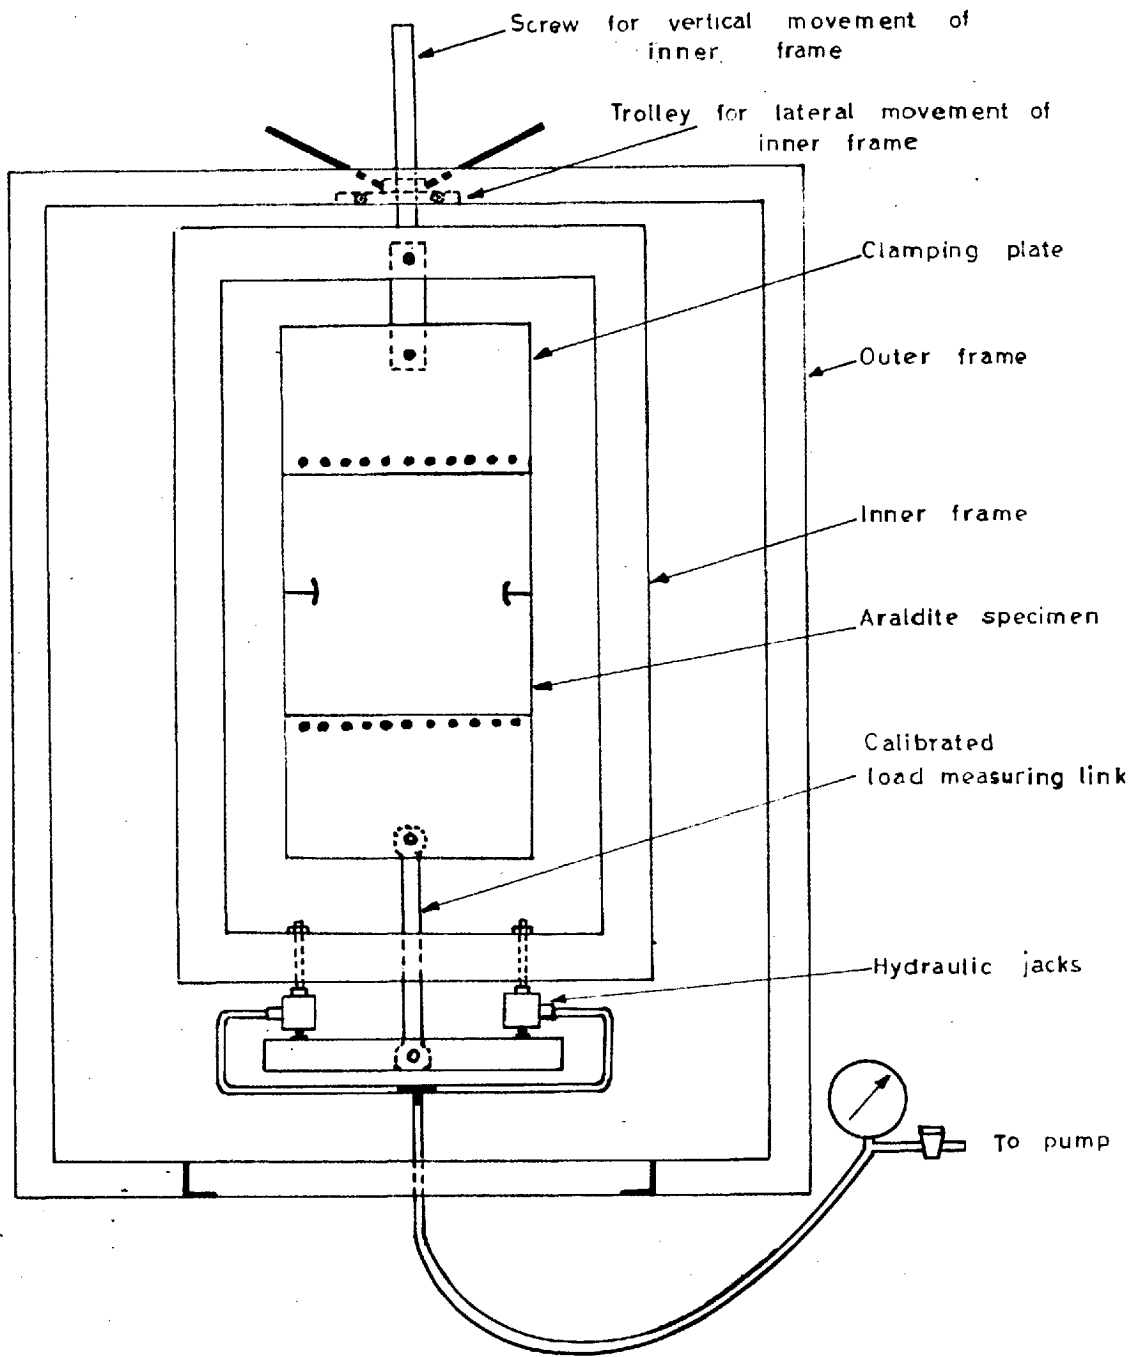 Screw for vertical movement of
inner frame
Trolley for lateral movement of
inner frame
Clamping plate
Outer frame
Inner frame
Araldite specimen
Calibrated
load measuring link
Hydraulic jacks
To pump